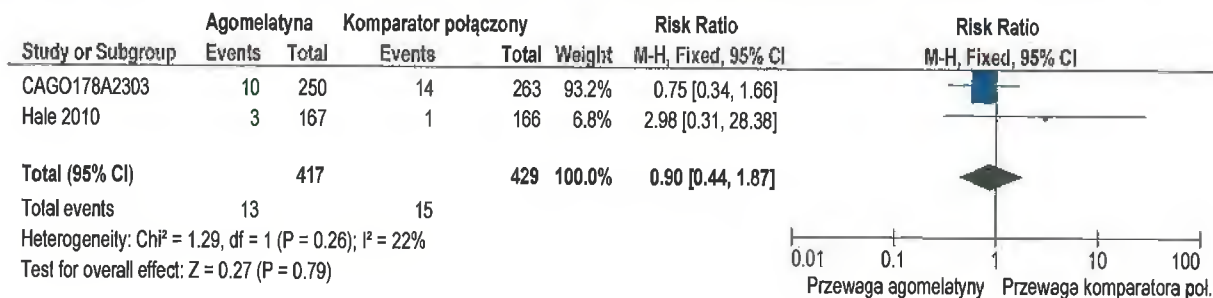 Agomelatyna Komparator połączony Risk Ratio Risk Ratio
Study or Subgroup Events Total Events Total Weight M-H, Fixed, 95% CI M-H, Fixed, 95% CI
CAGO178A2303 10 250 14 263 93.2% 0.75 [0.34, 1.66]
Hale 2010 3 167 1 166 6.8% 2.98 [0.31, 28.38]
Total (95% CI) 417 429 100.0% 0.90 [0.44, 1.87]
Total events 13 15
Heterogeneity: Chi² = 1.29, df = 1 (P = 0.26); I² = 22%
Test for overall effect: Z = 0.27 (P = 0.79)
0.01 0.1 1 10 100
Przewaga agomelatyny Przewaga komparatora poł.